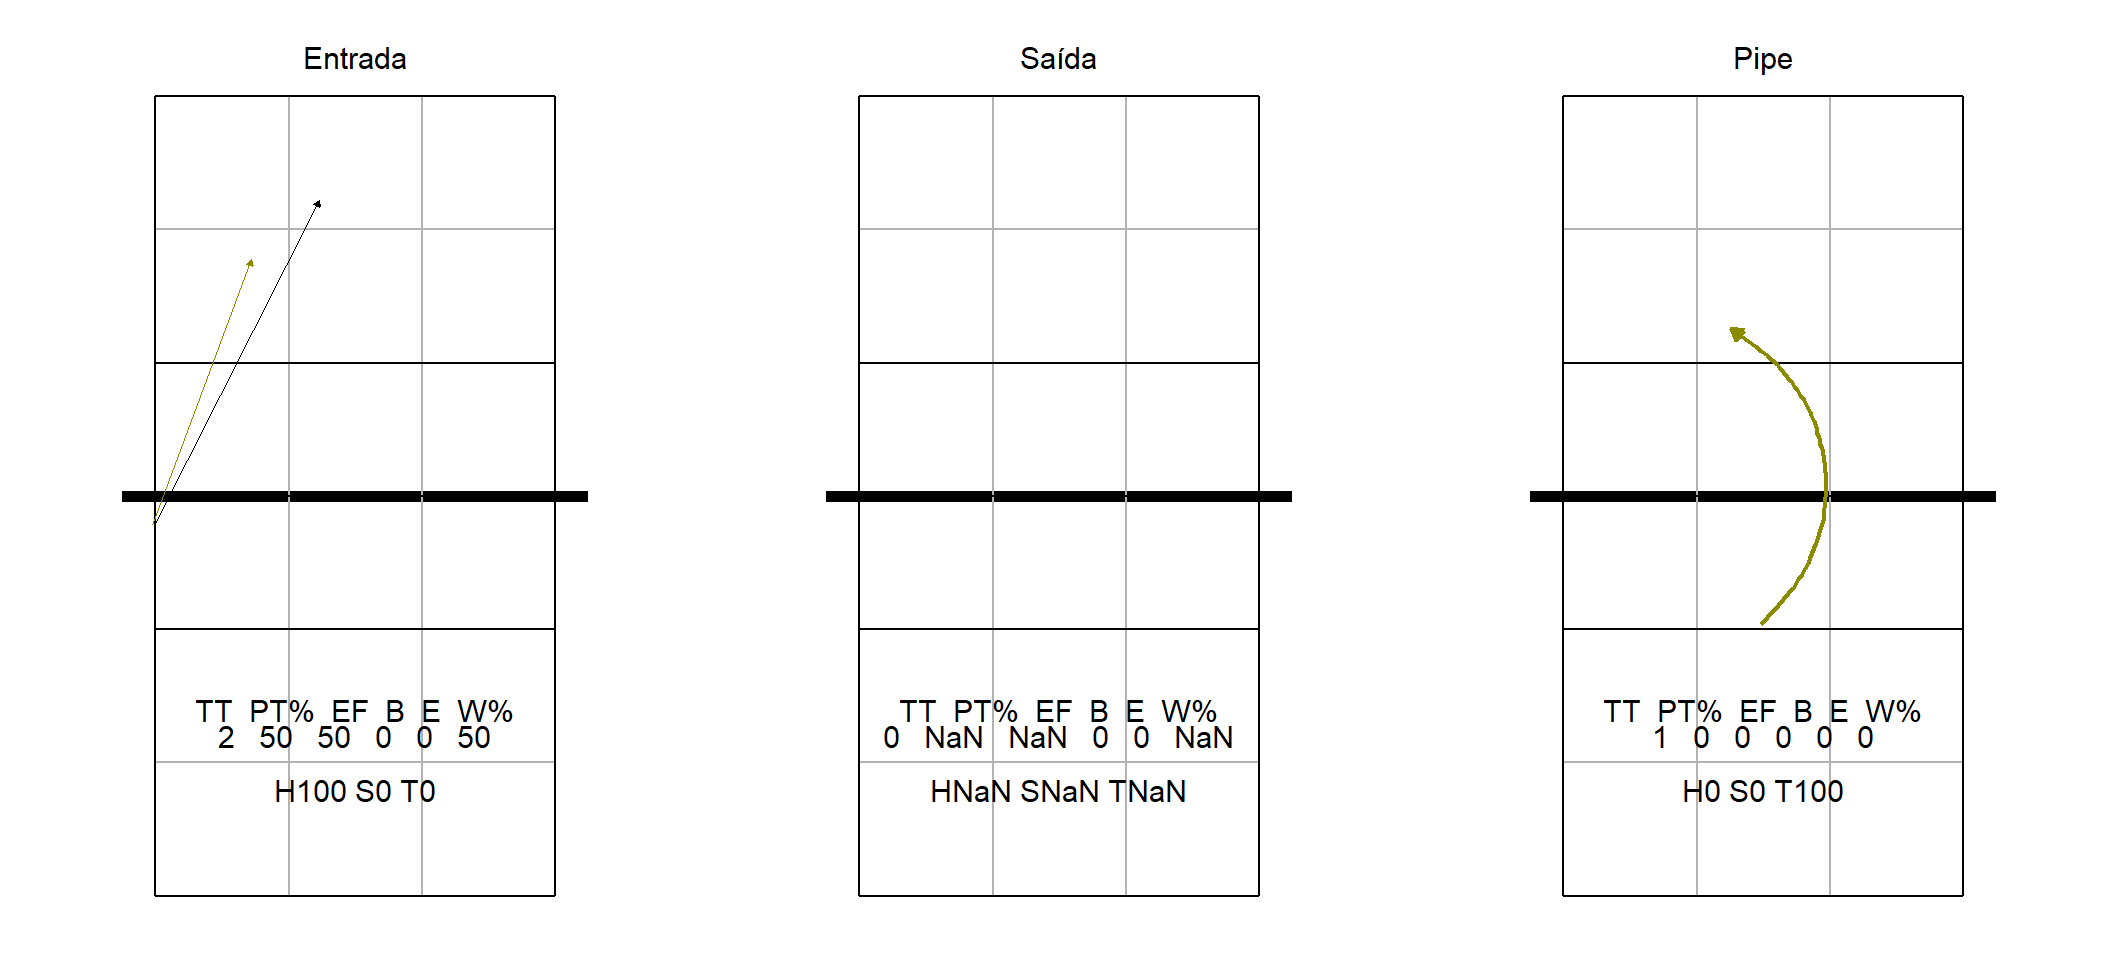 Entrada
TT PT% EF B E W%
2 50 50 0 0 50
H100 S0 T0
Saída
TT PT% EF B E W%
0 NaN NaN 0 0 NaN
HNaN SNaN TNaN
Pipe
TT PT% EF B E W%
1 0 0 0 0 0
H0 S0 T100